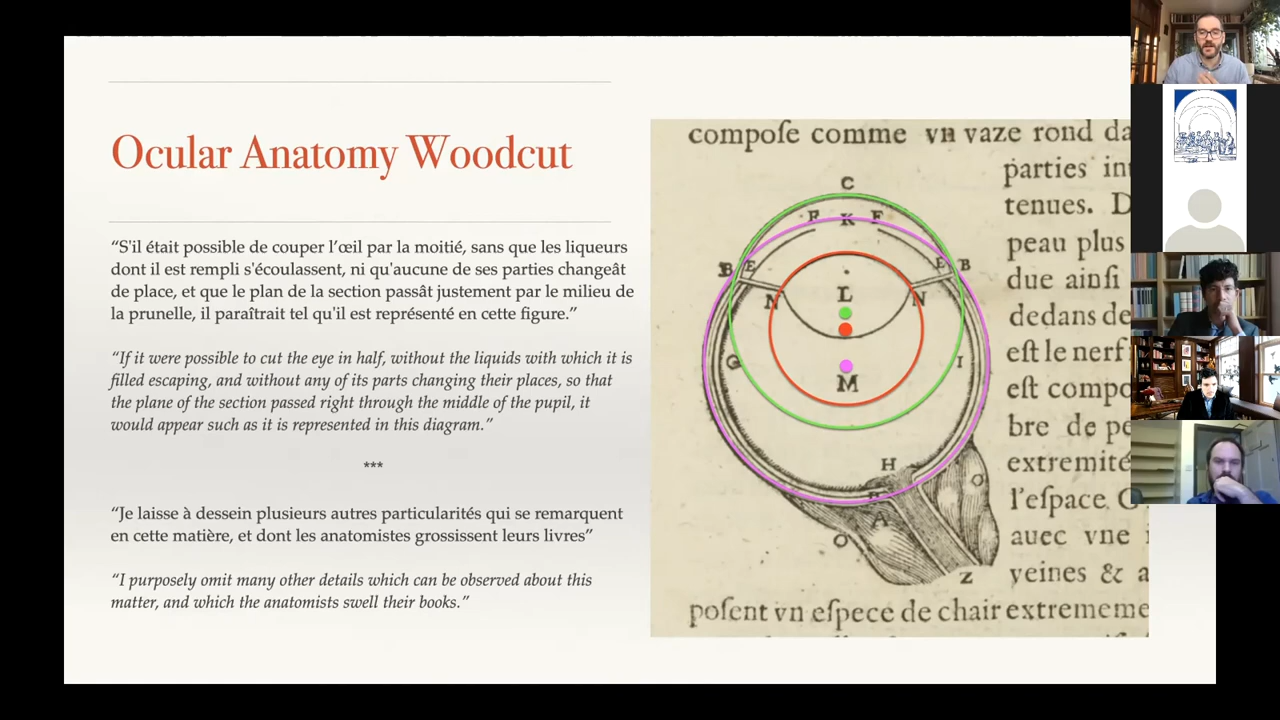 Ocular Anatomy Woodcut
“S'il était possible de couper l’œil par la moitié, sans que les liqueurs
dont il est rempli s'écoulassent, ni qu'aucune de ses parties changeât
de place, et que le plan de la section passât justement par le milieu de
la prunelle, il paraîtrait tel qu'il est représenté en cette figure.”
“If it were possible to cut the eye in half, without the liquids with which it is
filled escaping, and without any of its parts changing their places, so that
the plane of the section passed right through the middle of the pupil, it
would appear such as it is represented in this diagram.”
***
“Je laisse à dessein plusieurs autres particularités qui se remarquent
en cette matière, et dont les anatomistes grossissent leurs livres”
“I purposely omit many other details which can be observed about this
matter, and which the anatomists swell their books.”
compoſe comme vn vaze rond da
parties in
tenues. D
peau plus
due ainſi
dedans de
eſt le nerf
eſt compo
bre de pe
extremité
l'eſpace G
auec vne
veines & a
poſent vn eſpece de chair extrememe
C
F K F
B E E B
L
N N
G I
M
H
O
A
O
Z